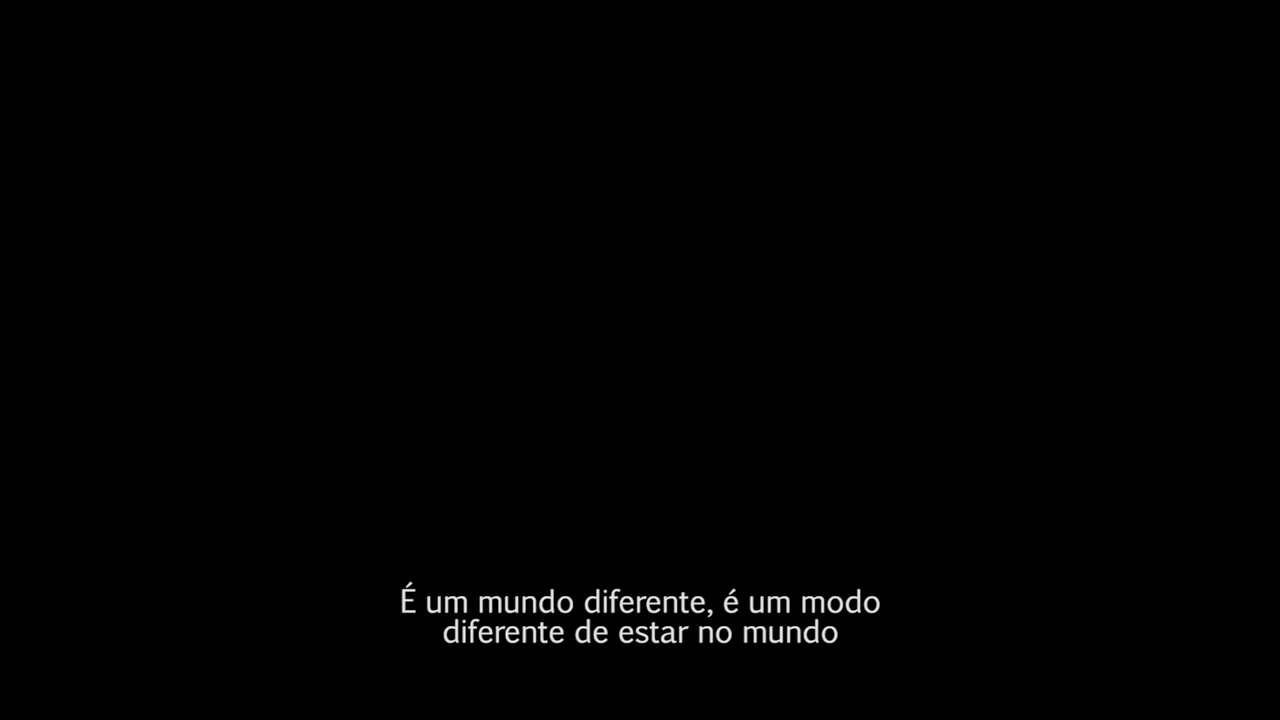 É um mundo diferente, é um modo
diferente de estar no mundo